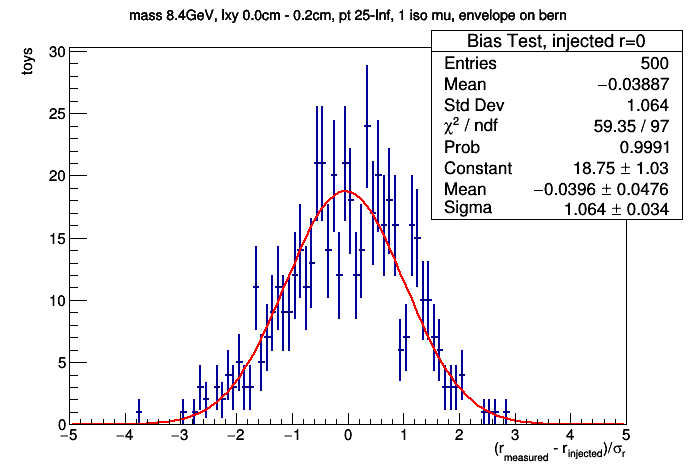 mass 8.4GeV, lxy 0.0cm - 0.2cm, pt 25-Inf, 1 iso mu, envelope on bern
Bias Test, injected r=0
Entries 500
Mean −0.03887
Std Dev 1.064
χ² / ndf 59.35 / 97
Prob 0.9991
Constant 18.75 ± 1.03
Mean −0.0396 ± 0.0476
Sigma 1.064 ± 0.034
toys
30
25
20
15
10
5
0
−5 −4 −3 −2 −1 0 1 2 3 4 5
(r_measured - r_injected)/σ_r